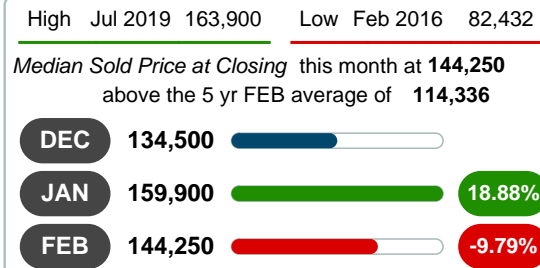 High Jul 2019 163,900 Low Feb 2016 82,432
Median Sold Price at Closing this month at 144,250
above the 5 yr FEB average of 114,336
DEC 134,500
JAN 159,900 18.88%
FEB 144,250 -9.79%